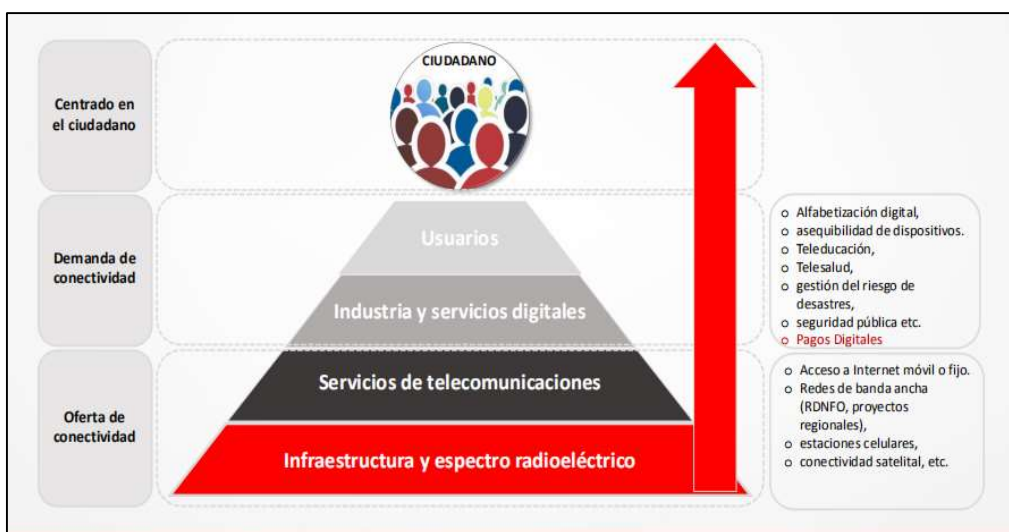 CIUDADANO
Centrado en
el ciudadano
Demanda de
conectividad
Usuarios
Industria y servicios digitales
o Alfabetización digital,
o asequibilidad de dispositivos.
o Teleducación,
o Telesalud,
o gestión del riesgo de
desastres,
o seguridad pública etc.
o Pagos Digitales
Oferta de
conectividad
Servicios de telecomunicaciones
Infraestructura y espectro radioeléctrico
o Acceso a Internet móvil o fijo.
o Redes de banda ancha
(RDNFO, proyectos
regionales),
o estaciones celulares,
o conectividad satelital, etc.